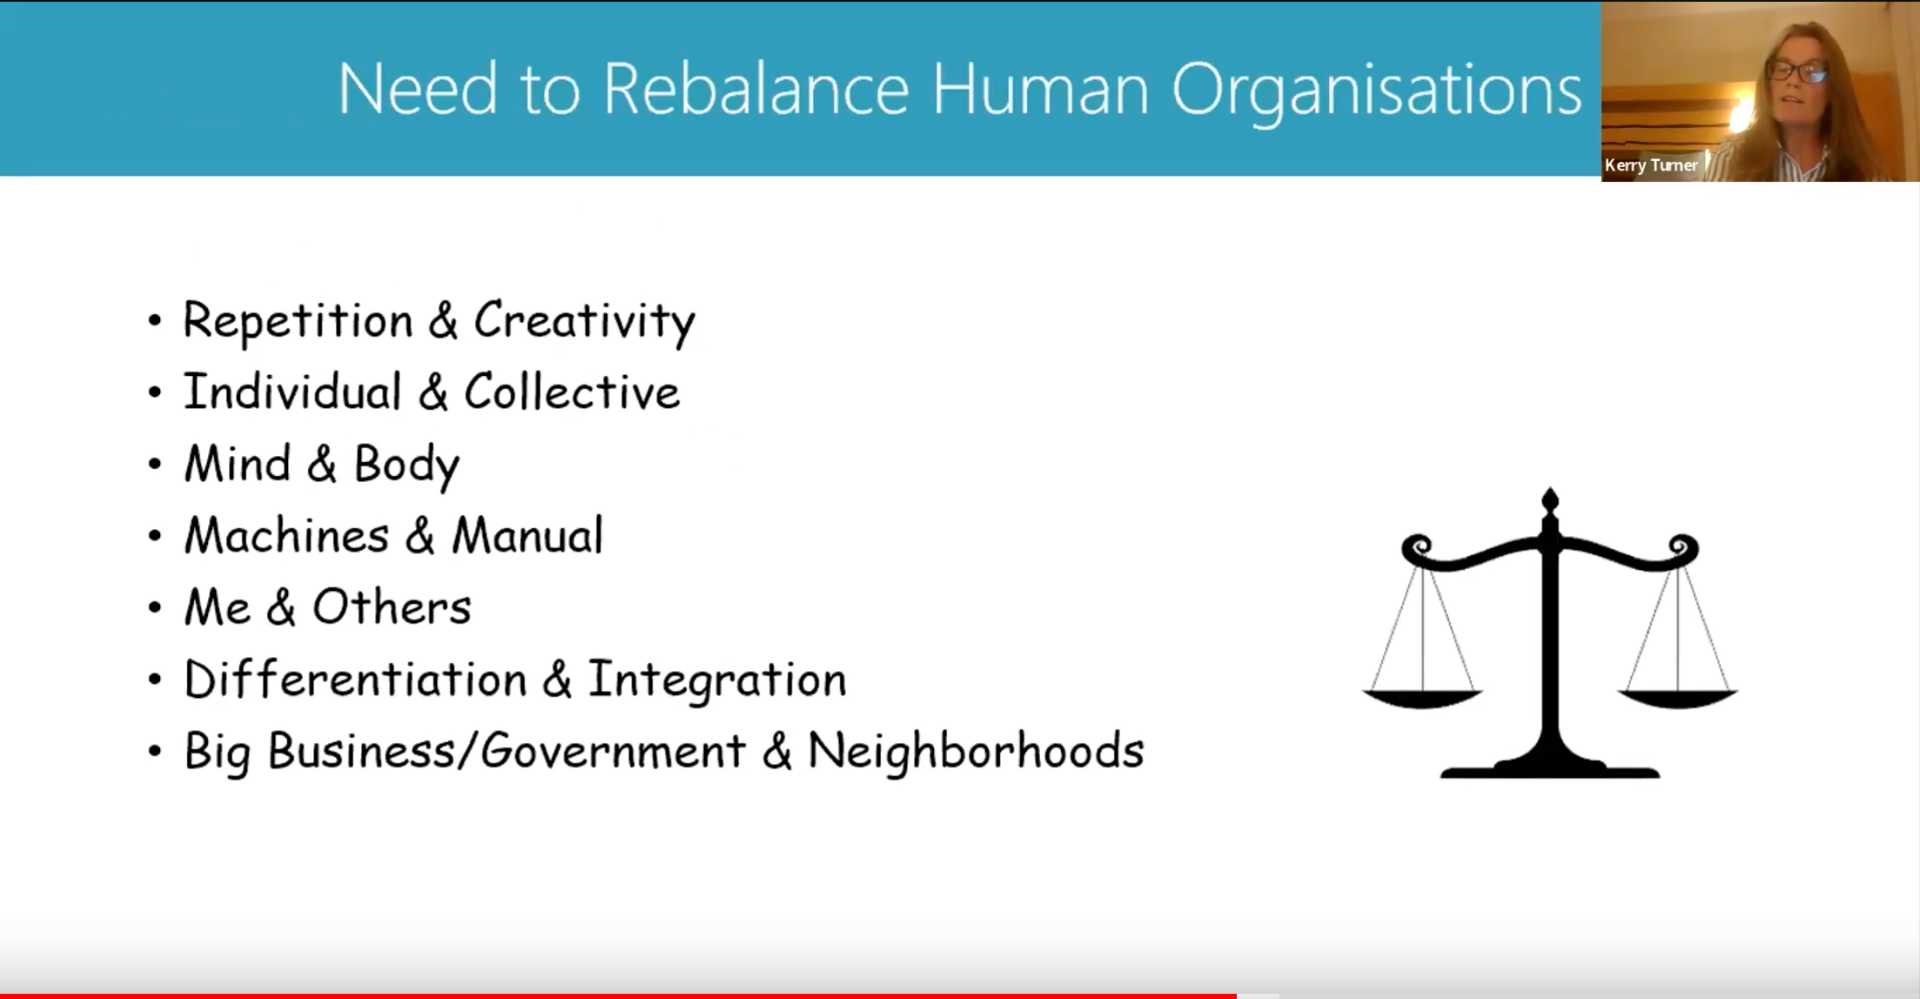 Need to Rebalance Human Organisations
Kerry Turner
• Repetition & Creativity
• Individual & Collective
• Mind & Body
• Machines & Manual
• Me & Others
• Differentiation & Integration
• Big Business/Government & Neighborhoods